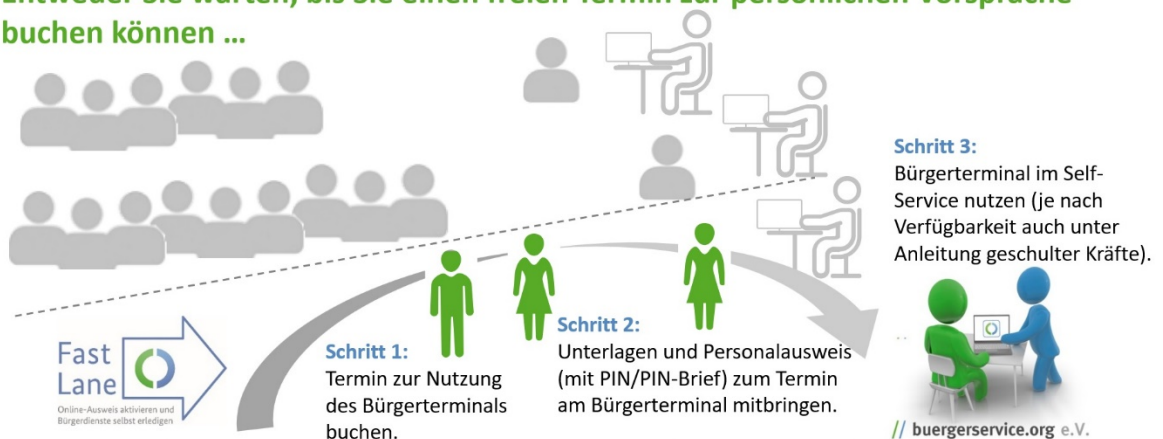 Entweder Sie warten, bis Sie einen freien Termin zur persönlichen Vorsprache
buchen können ...
Schritt 3:
Bürgerterminal im Self-
Service nutzen (je nach
Verfügbarkeit auch unter
Anleitung geschulter Kräfte).
Fast
Lane
Online-Ausweis aktivieren und
Bürgerdienste selbst erledigen
Schritt 1:
Termin zur Nutzung
des Bürgerterminals
buchen.
Schritt 2:
Unterlagen und Personalausweis
(mit PIN/PIN-Brief) zum Termin
am Bürgerterminal mitbringen.
// buergerservice.org e.V.